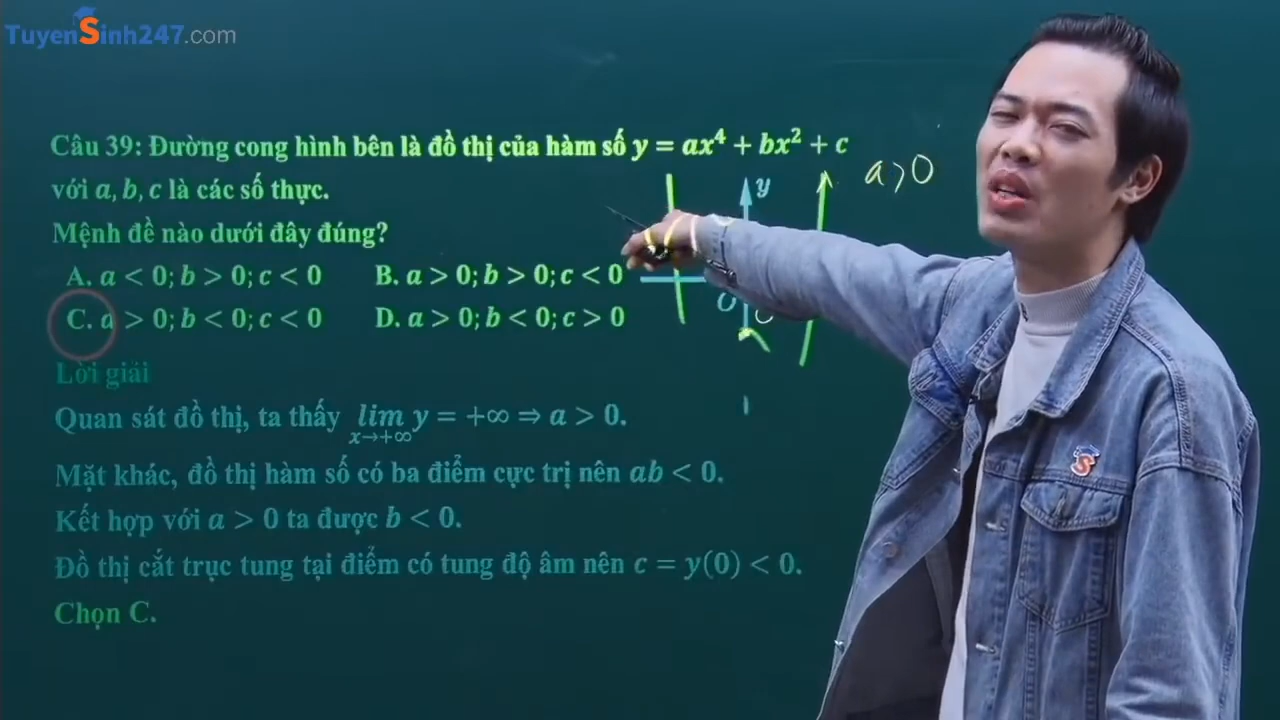 TuyenSinh247.com
Câu 39: Đường cong hình bên là đồ thị của hàm số y = ax⁴ + bx² + c
với a, b, c là các số thực.
Mệnh đề nào dưới đây đúng?
A. a < 0; b > 0; c < 0 B. a > 0; b > 0; c < 0
C. a > 0; b < 0; c < 0 D. a > 0; b < 0; c > 0
y
a > 0
O
Lời giải
Quan sát đồ thị, ta thấy lim y = +∞ ⇒ a > 0.
x→+∞
Mặt khác, đồ thị hàm số có ba điểm cực trị nên ab < 0.
Kết hợp với a > 0 ta được b < 0.
Đồ thị cắt trục tung tại điểm có tung độ âm nên c = y(0) < 0.
Chọn C.
S